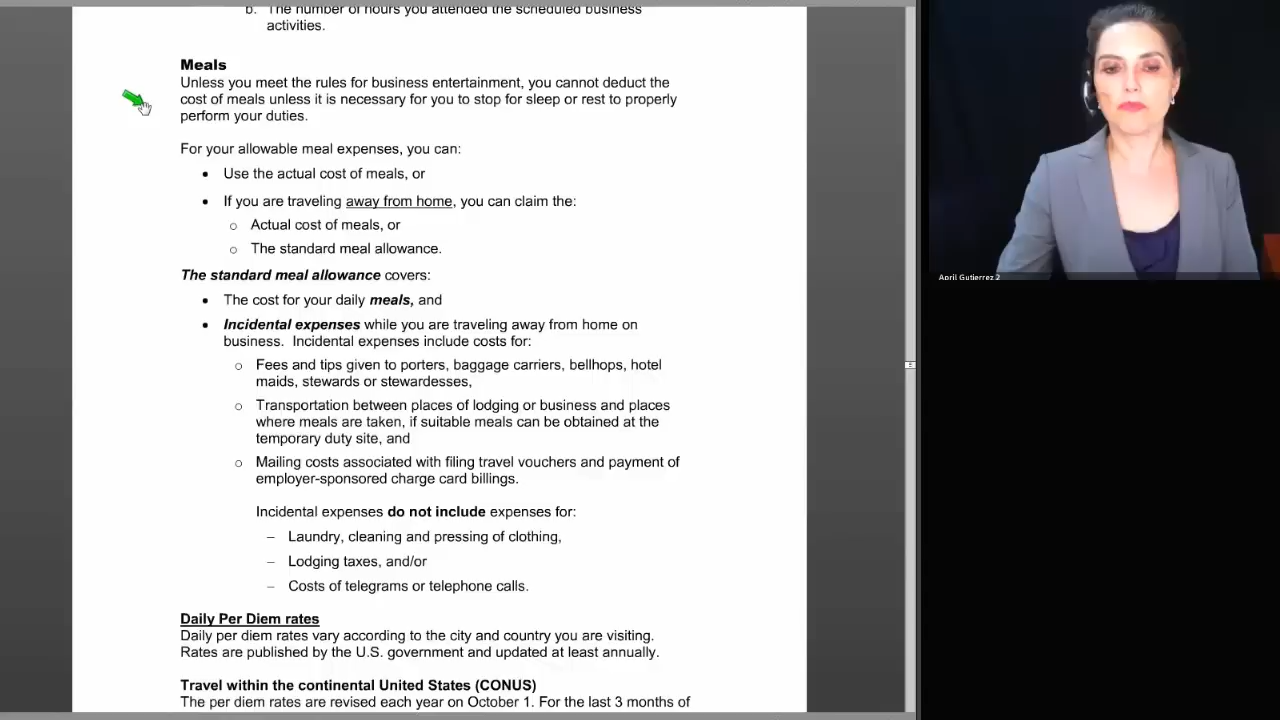 b. The number of hours you attended the scheduled business
activities.
Meals
Unless you meet the rules for business entertainment, you cannot deduct the
cost of meals unless it is necessary for you to stop for sleep or rest to properly
perform your duties.
For your allowable meal expenses, you can:
• Use the actual cost of meals, or
• If you are traveling away from home, you can claim the:
o Actual cost of meals, or
o The standard meal allowance.
The standard meal allowance covers:
• The cost for your daily meals, and
• Incidental expenses while you are traveling away from home on
business. Incidental expenses include costs for:
o Fees and tips given to porters, baggage carriers, bellhops, hotel
maids, stewards or stewardesses,
o Transportation between places of lodging or business and places
where meals are taken, if suitable meals can be obtained at the
temporary duty site, and
o Mailing costs associated with filing travel vouchers and payment of
employer-sponsored charge card billings.
Incidental expenses do not include expenses for:
– Laundry, cleaning and pressing of clothing,
– Lodging taxes, and/or
– Costs of telegrams or telephone calls.
Daily Per Diem rates
Daily per diem rates vary according to the city and country you are visiting.
Rates are published by the U.S. government and updated at least annually.
Travel within the continental United States (CONUS)
The per diem rates are revised each year on October 1. For the last 3 months of
April Gutierrez 2